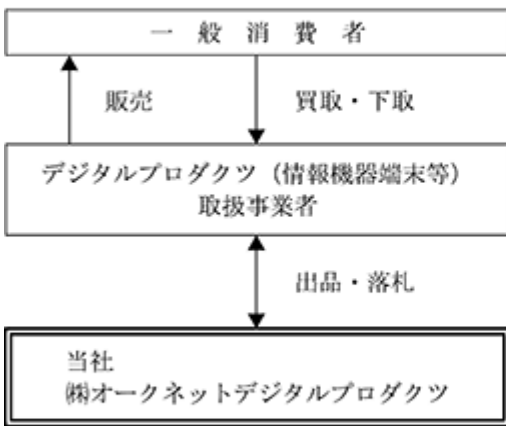 一般消費者
販売
買取・下取
デジタルプロダクツ（情報機器端末等）
取扱事業者
出品・落札
当社
㈱オークネットデジタルプロダクツ